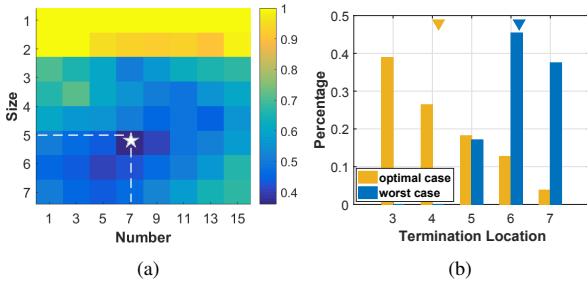 1
2
3
4
5
6
7
Size
1 3 5 7 9 11 13 15
Number
1
0.9
0.8
0.7
0.6
0.5
0.4
(a)
0.5
0.4
0.3
0.2
0.1
0
Percentage
optimal case
worst case
3 4 5 6 7
Termination Location
(b)